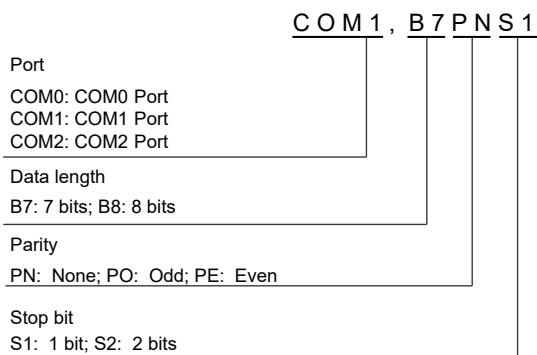 COM1, B7PNS1
Port
COM0: COM0 Port
COM1: COM1 Port
COM2: COM2 Port
Data length
B7: 7 bits; B8: 8 bits
Parity
PN: None; PO: Odd; PE: Even
Stop bit
S1: 1 bit; S2: 2 bits